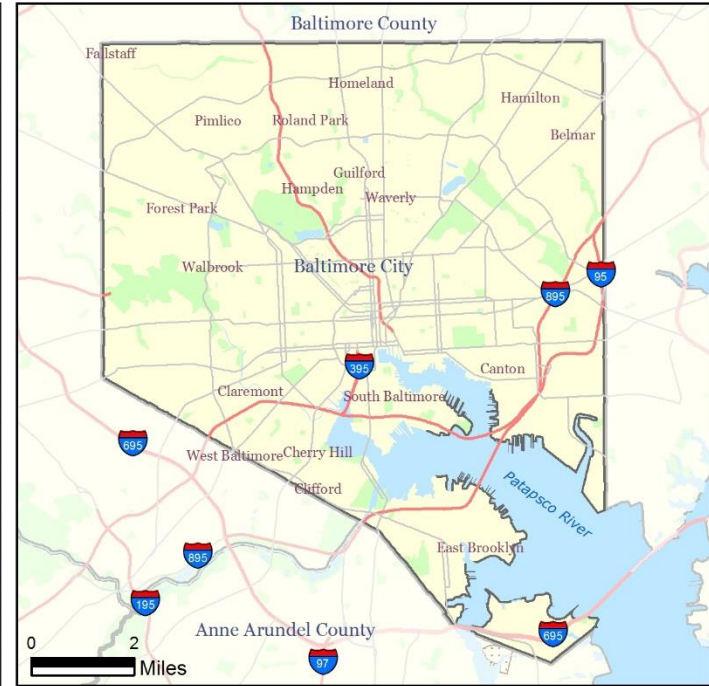 Baltimore County
Fallstaff
Homeland
Hamilton
Pimlico
Roland Park
Belmar
Guilford
Hampden
Waverly
Forest Park
Walbrook
Baltimore City
95
895
395
Canton
Claremont
South Baltimore
695
West Baltimore
Cherry Hill
Clifford
Patapsco River
895
East Brooklyn
195
Anne Arundel County
695
0 2
Miles
97